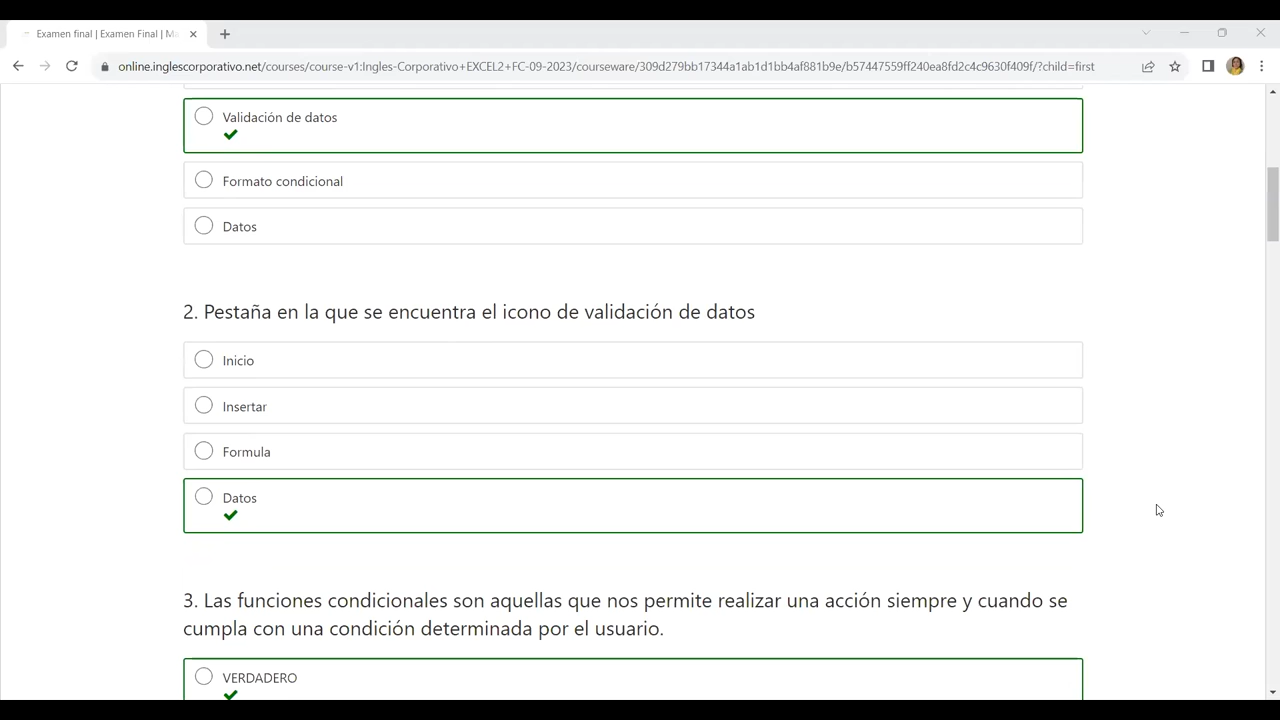 Examen final | Examen Final | Ma
online.inglescorporativo.net/courses/course-v1:Ingles-Corporativo+EXCEL2+FC-09-2023/courseware/309d279bb17344a1ab1d1bb4af881b9e/b57447559ff240ea8fd2c4c9630f409f/?child=first
Validación de datos
Formato condicional
Datos
2. Pestaña en la que se encuentra el icono de validación de datos
Inicio
Insertar
Formula
Datos
3. Las funciones condicionales son aquellas que nos permite realizar una acción siempre y cuando se
cumpla con una condición determinada por el usuario.
VERDADERO